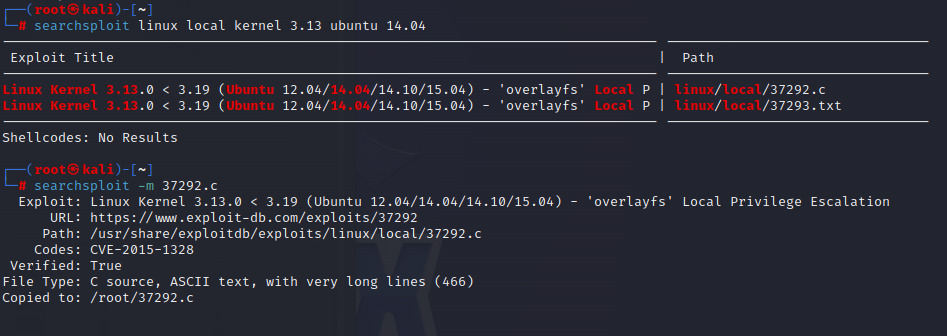 ┌──(root㉿kali)-[~]
└─# searchsploit linux local kernel 3.13 ubuntu 14.04
Exploit Title | Path
Linux Kernel 3.13.0 < 3.19 (Ubuntu 12.04/14.04/14.10/15.04) - 'overlayfs' Local P | linux/local/37292.c
Linux Kernel 3.13.0 < 3.19 (Ubuntu 12.04/14.04/14.10/15.04) - 'overlayfs' Local P | linux/local/37293.txt
Shellcodes: No Results
┌──(root㉿kali)-[~]
└─# searchsploit -m 37292.c
Exploit: Linux Kernel 3.13.0 < 3.19 (Ubuntu 12.04/14.04/14.10/15.04) - 'overlayfs' Local Privilege Escalation
URL: https://www.exploit-db.com/exploits/37292
Path: /usr/share/exploitdb/exploits/linux/local/37292.c
Codes: CVE-2015-1328
Verified: True
File Type: C source, ASCII text, with very long lines (466)
Copied to: /root/37292.c